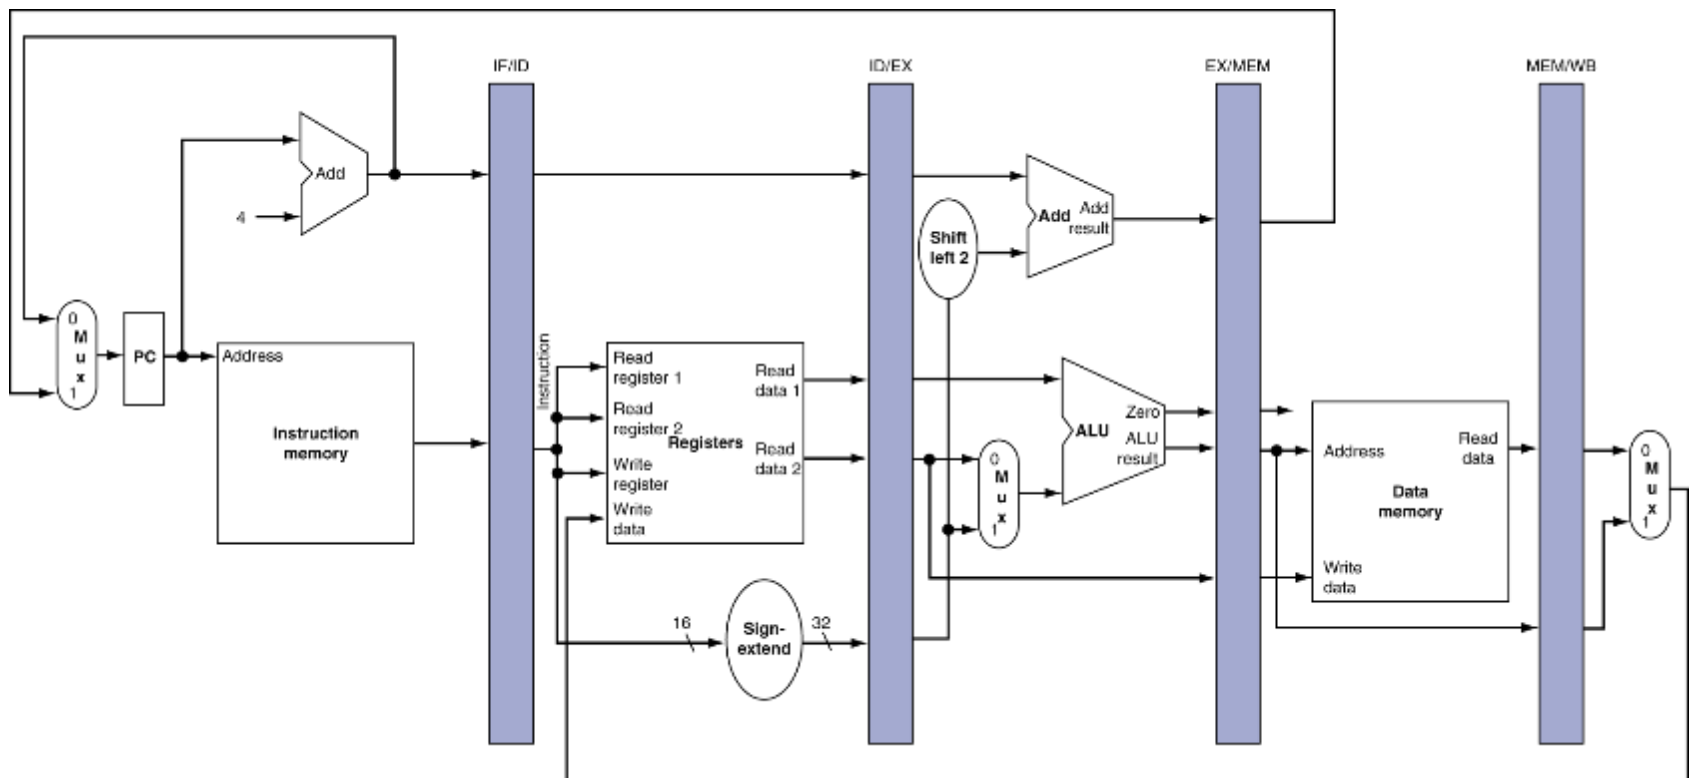 IF/ID
ID/EX
EX/MEM
MEM/WB
Add
4
0
M
u
x
1
PC
Address
Instruction
memory
Instruction
Read
register 1
Read
register 2
Write
register
Write
data
Registers
Read
data 1
Read
data 2
16
Sign-
extend
32
Shift
left 2
Add
Add
result
0
M
u
x
1
ALU
Zero
ALU
result
Address
Write
data
Data
memory
Read
data
0
M
u
x
1